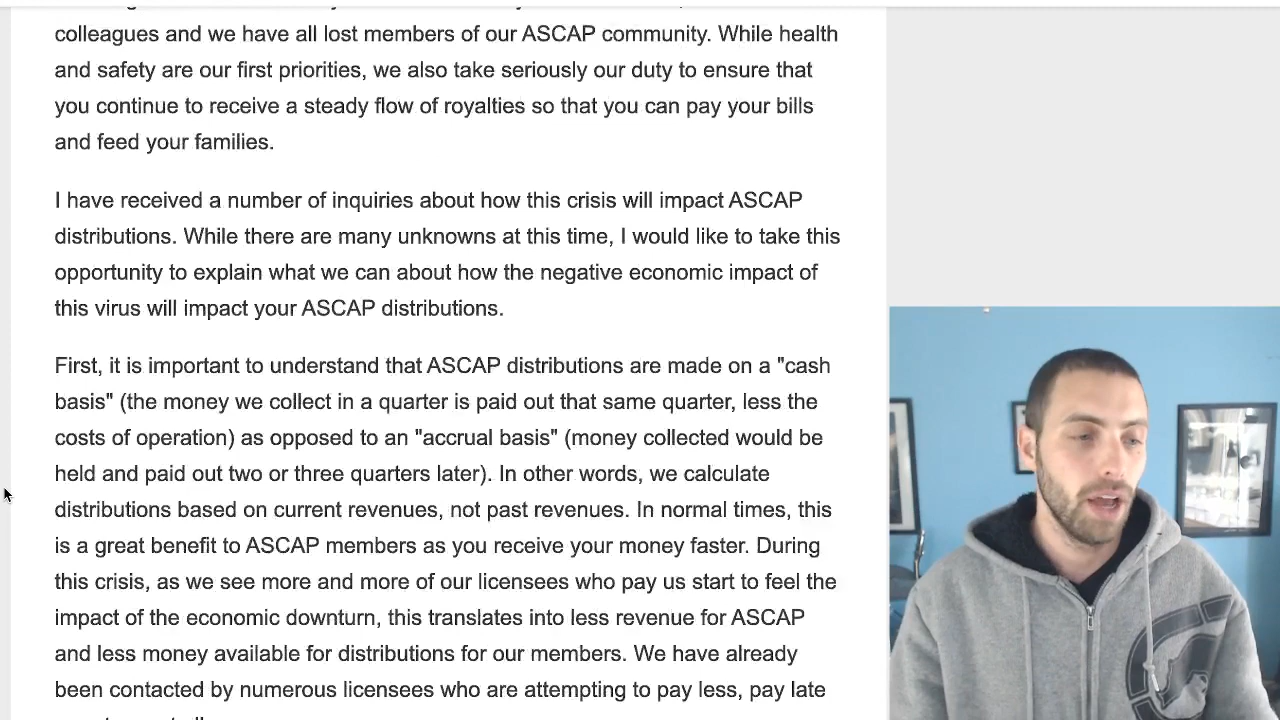 colleagues and we have all lost members of our ASCAP community. While health
and safety are our first priorities, we also take seriously our duty to ensure that
you continue to receive a steady flow of royalties so that you can pay your bills
and feed your families.
I have received a number of inquiries about how this crisis will impact ASCAP
distributions. While there are many unknowns at this time, I would like to take this
opportunity to explain what we can about how the negative economic impact of
this virus will impact your ASCAP distributions.
First, it is important to understand that ASCAP distributions are made on a "cash
basis" (the money we collect in a quarter is paid out that same quarter, less the
costs of operation) as opposed to an "accrual basis" (money collected would be
held and paid out two or three quarters later). In other words, we calculate
distributions based on current revenues, not past revenues. In normal times, this
is a great benefit to ASCAP members as you receive your money faster. During
this crisis, as we see more and more of our licensees who pay us start to feel the
impact of the economic downturn, this translates into less revenue for ASCAP
and less money available for distributions for our members. We have already
been contacted by numerous licensees who are attempting to pay less, pay late